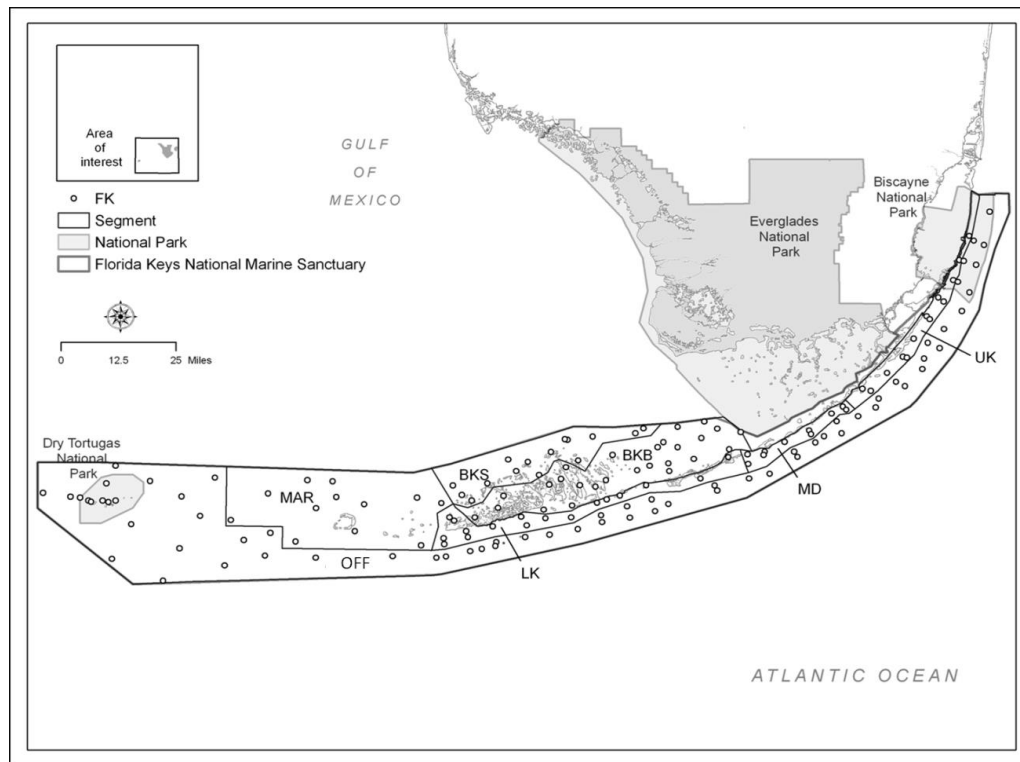 GULF
OF
MEXICO
Area
of
interest
FK
Segment
National Park
Florida Keys National Marine Sanctuary
0 12.5 25 Miles
Biscayne
National
Park
Everglades
National
Park
UK
Dry Tortugas
National
Park
BKS
BKB
MAR
MD
OFF
LK
ATLANTIC OCEAN